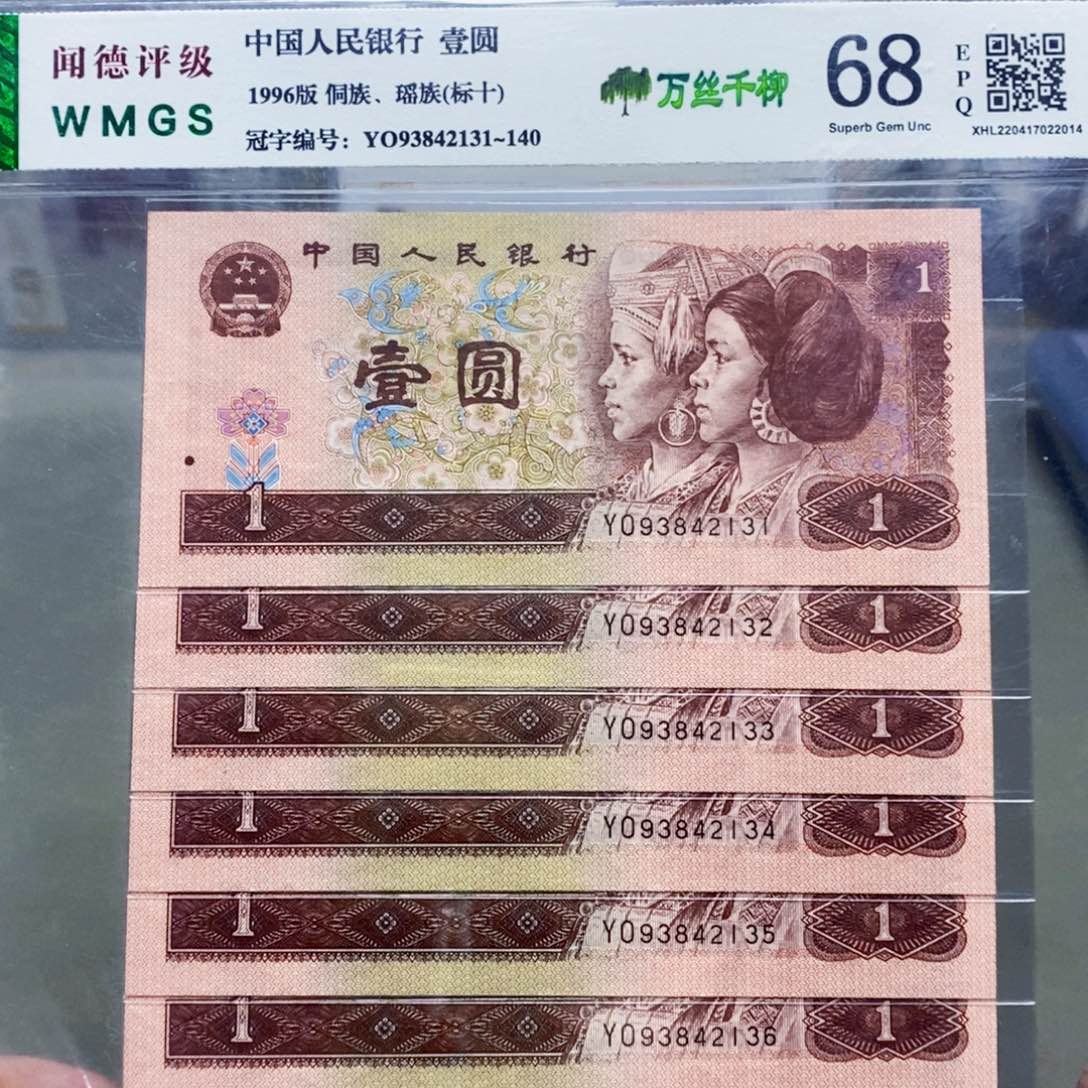 闻德评级
WMGS
中国人民银行 壹圆
1996版 侗族、瑶族(标十)
冠字编号：YO93842131~140
万丝千柳
68
Superb Gem Unc
EPQ
XHL220417022014
中国人民银行
1
壹圆
1
YO93842131
1
1
YO93842132
1
1
YO93842133
1
1
YO93842134
1
1
YO93842135
1
1
YO93842136
1